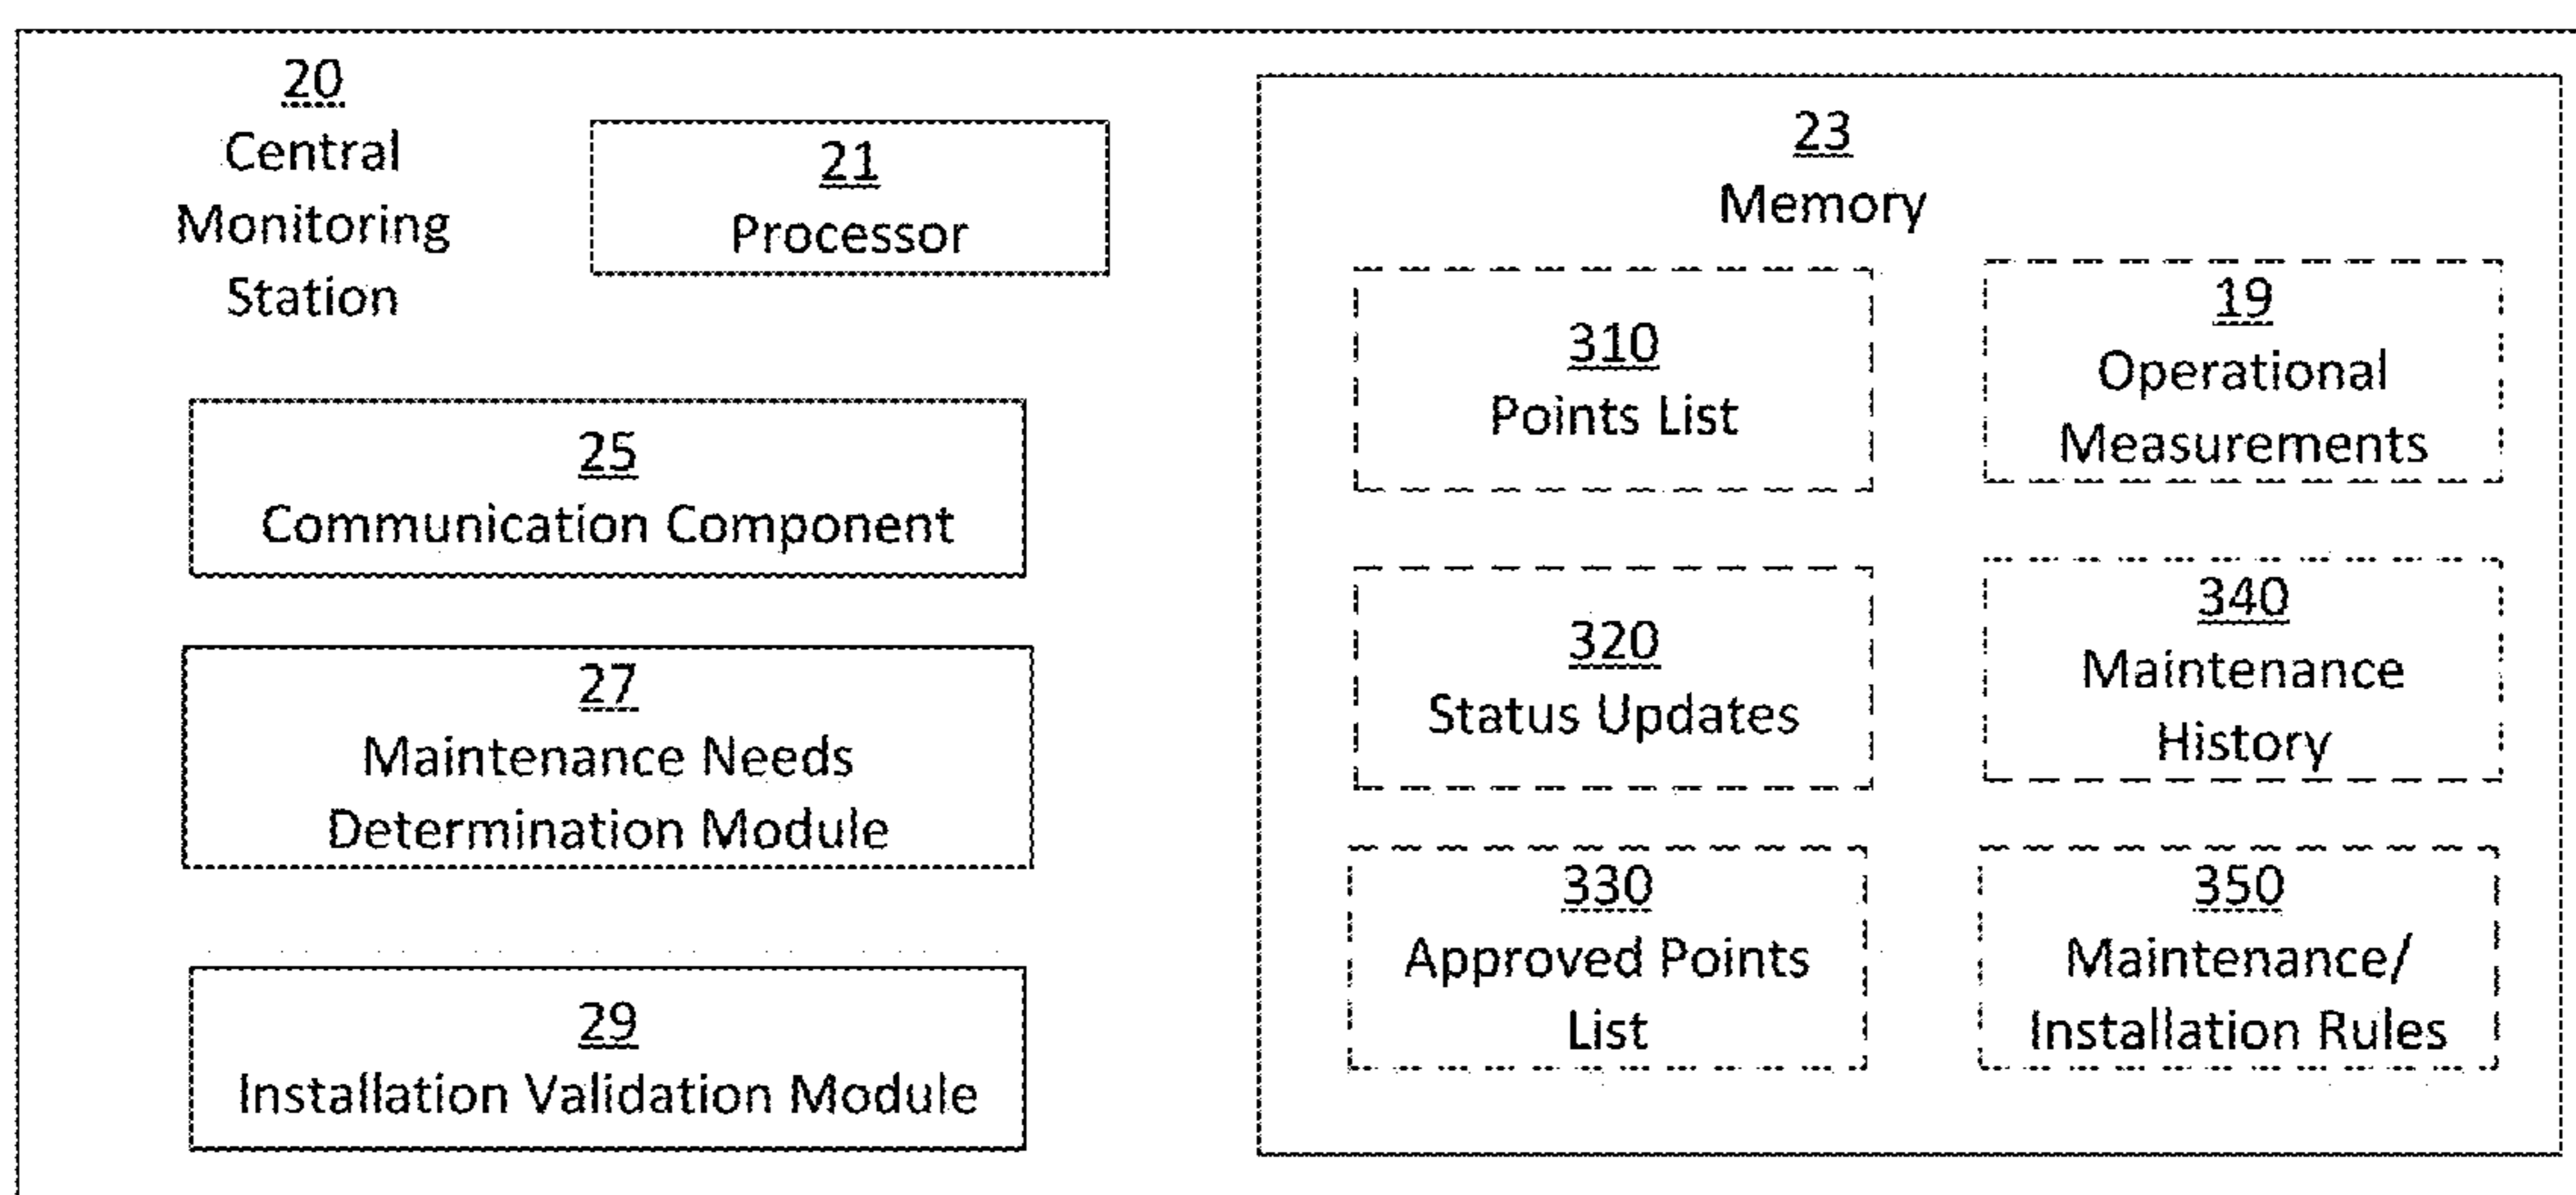 20
Central
Monitoring
Station
21
Processor
25
Communication Component
27
Maintenance Needs
Determination Module
29
Installation Validation Module
23
Memory
310
Points List
19
Operational
Measurements
320
Status Updates
340
Maintenance
History
330
Approved Points
List
350
Maintenance/
Installation Rules